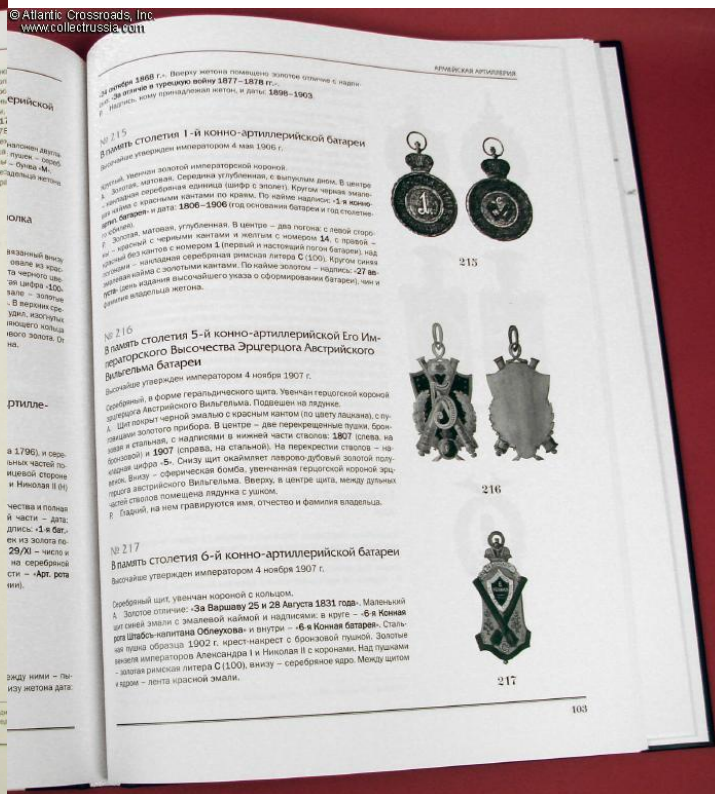 © Atlantic Crossroads, Inc.
www.collectrussia.com
АРМЕЙСКАЯ АРТИЛЛЕРИЯ
«24 октября 1868 г.». Вверху жетона помещено золотое отличие с надпи-
«За отличие в турецкую войну 1877–1878 гг.».
Р. Надпись, кому принадлежал жетон, и даты: 1898–1903.
№ 215
В память столетия 1-й конно-артиллерийской батареи
Высочайше утвержден императором 4 мая 1906 г.
Круглый. Увенчан золотой императорской короной.
А. Золотая, матовая. Середина углубленная, с выпуклым дном. В центре
– накладная серебряная единица (шифр с эполет). Кругом черная эмале-
вая кайма с красными кантами по краям. По кайме надписи: «1-я конно-
артил. батарея» и дата: 1806–1906 (год основания батареи и год столетне-
го юбилея).
Р. Золотая, матовая, углубленная. В центре – два погона: с левой сторо-
ны – красный с черными кантами и желтым с номером 14, с правой –
красный без кантов с номером 1 (первый и настоящий погон батареи), над
погонами – накладная серебряная римская литера С (100). Кругом синяя
эмалевая кайма с золотыми кантами. По кайме золотом – надпись: «27 ав-
густа» (день издания высочайшего указа о сформировании батареи), чин и
фамилия владельца жетона.
215
№ 216
В память столетия 5-й конно-артиллерийской Его Им-
ператорского Высочества Эрцгерцога Австрийского
Вильгельма батареи
Высочайше утвержден императором 4 ноября 1907 г.
Серебряный, в форме геральдического щита. Увенчан герцогской короной
эрцгерцога Австрийского Вильгельма. Подвешен на лядунке.
А. Щит покрыт черной эмалью с красным кантом (по цвету лацкана), с пу-
говицами золотого прибора. В центре – две перекрещенные пушки, брон-
зовая и стальная, с надписями в нижней части стволов: 1807 (слева, на
бронзовой) и 1907 (справа, на стальной). На перекрестии стволов – на-
кладная цифра «5». Снизу щит окаймляет лаврово-дубовый золотой полу-
венок. Внизу – сферическая бомба, увенчанная герцогской короной эрц-
герцога австрийского Вильгельма. Вверху, в центре щита, между дульных
частей стволов помещена лядунка с ушком.
Р. Гладкий, на нем гравируются имя, отчество и фамилия владельца.
216
№ 217
В память столетия 6-й конно-артиллерийской батареи
Высочайше утвержден императором 4 ноября 1907 г.
Серебряный щит, увенчан короной с кольцом.
А. Золотое отличие: «За Варшаву 25 и 28 Августа 1831 года». Маленький
щит синей эмали с эмалевой каймой и надписями: в круге – «6-я Конная
рота Штабсъ-капитана Облеухова» и внутри – «6-я Конная батарея». Сталь-
ная пушка образца 1902 г. крест-накрест с бронзовой пушкой. Золотые
вензеля императоров Александра I и Николая II с коронами. Над пушками
– золотая римская литера С (100), внизу – серебряное ядро. Между щитом
и ядром – лента красной эмали.
217
103